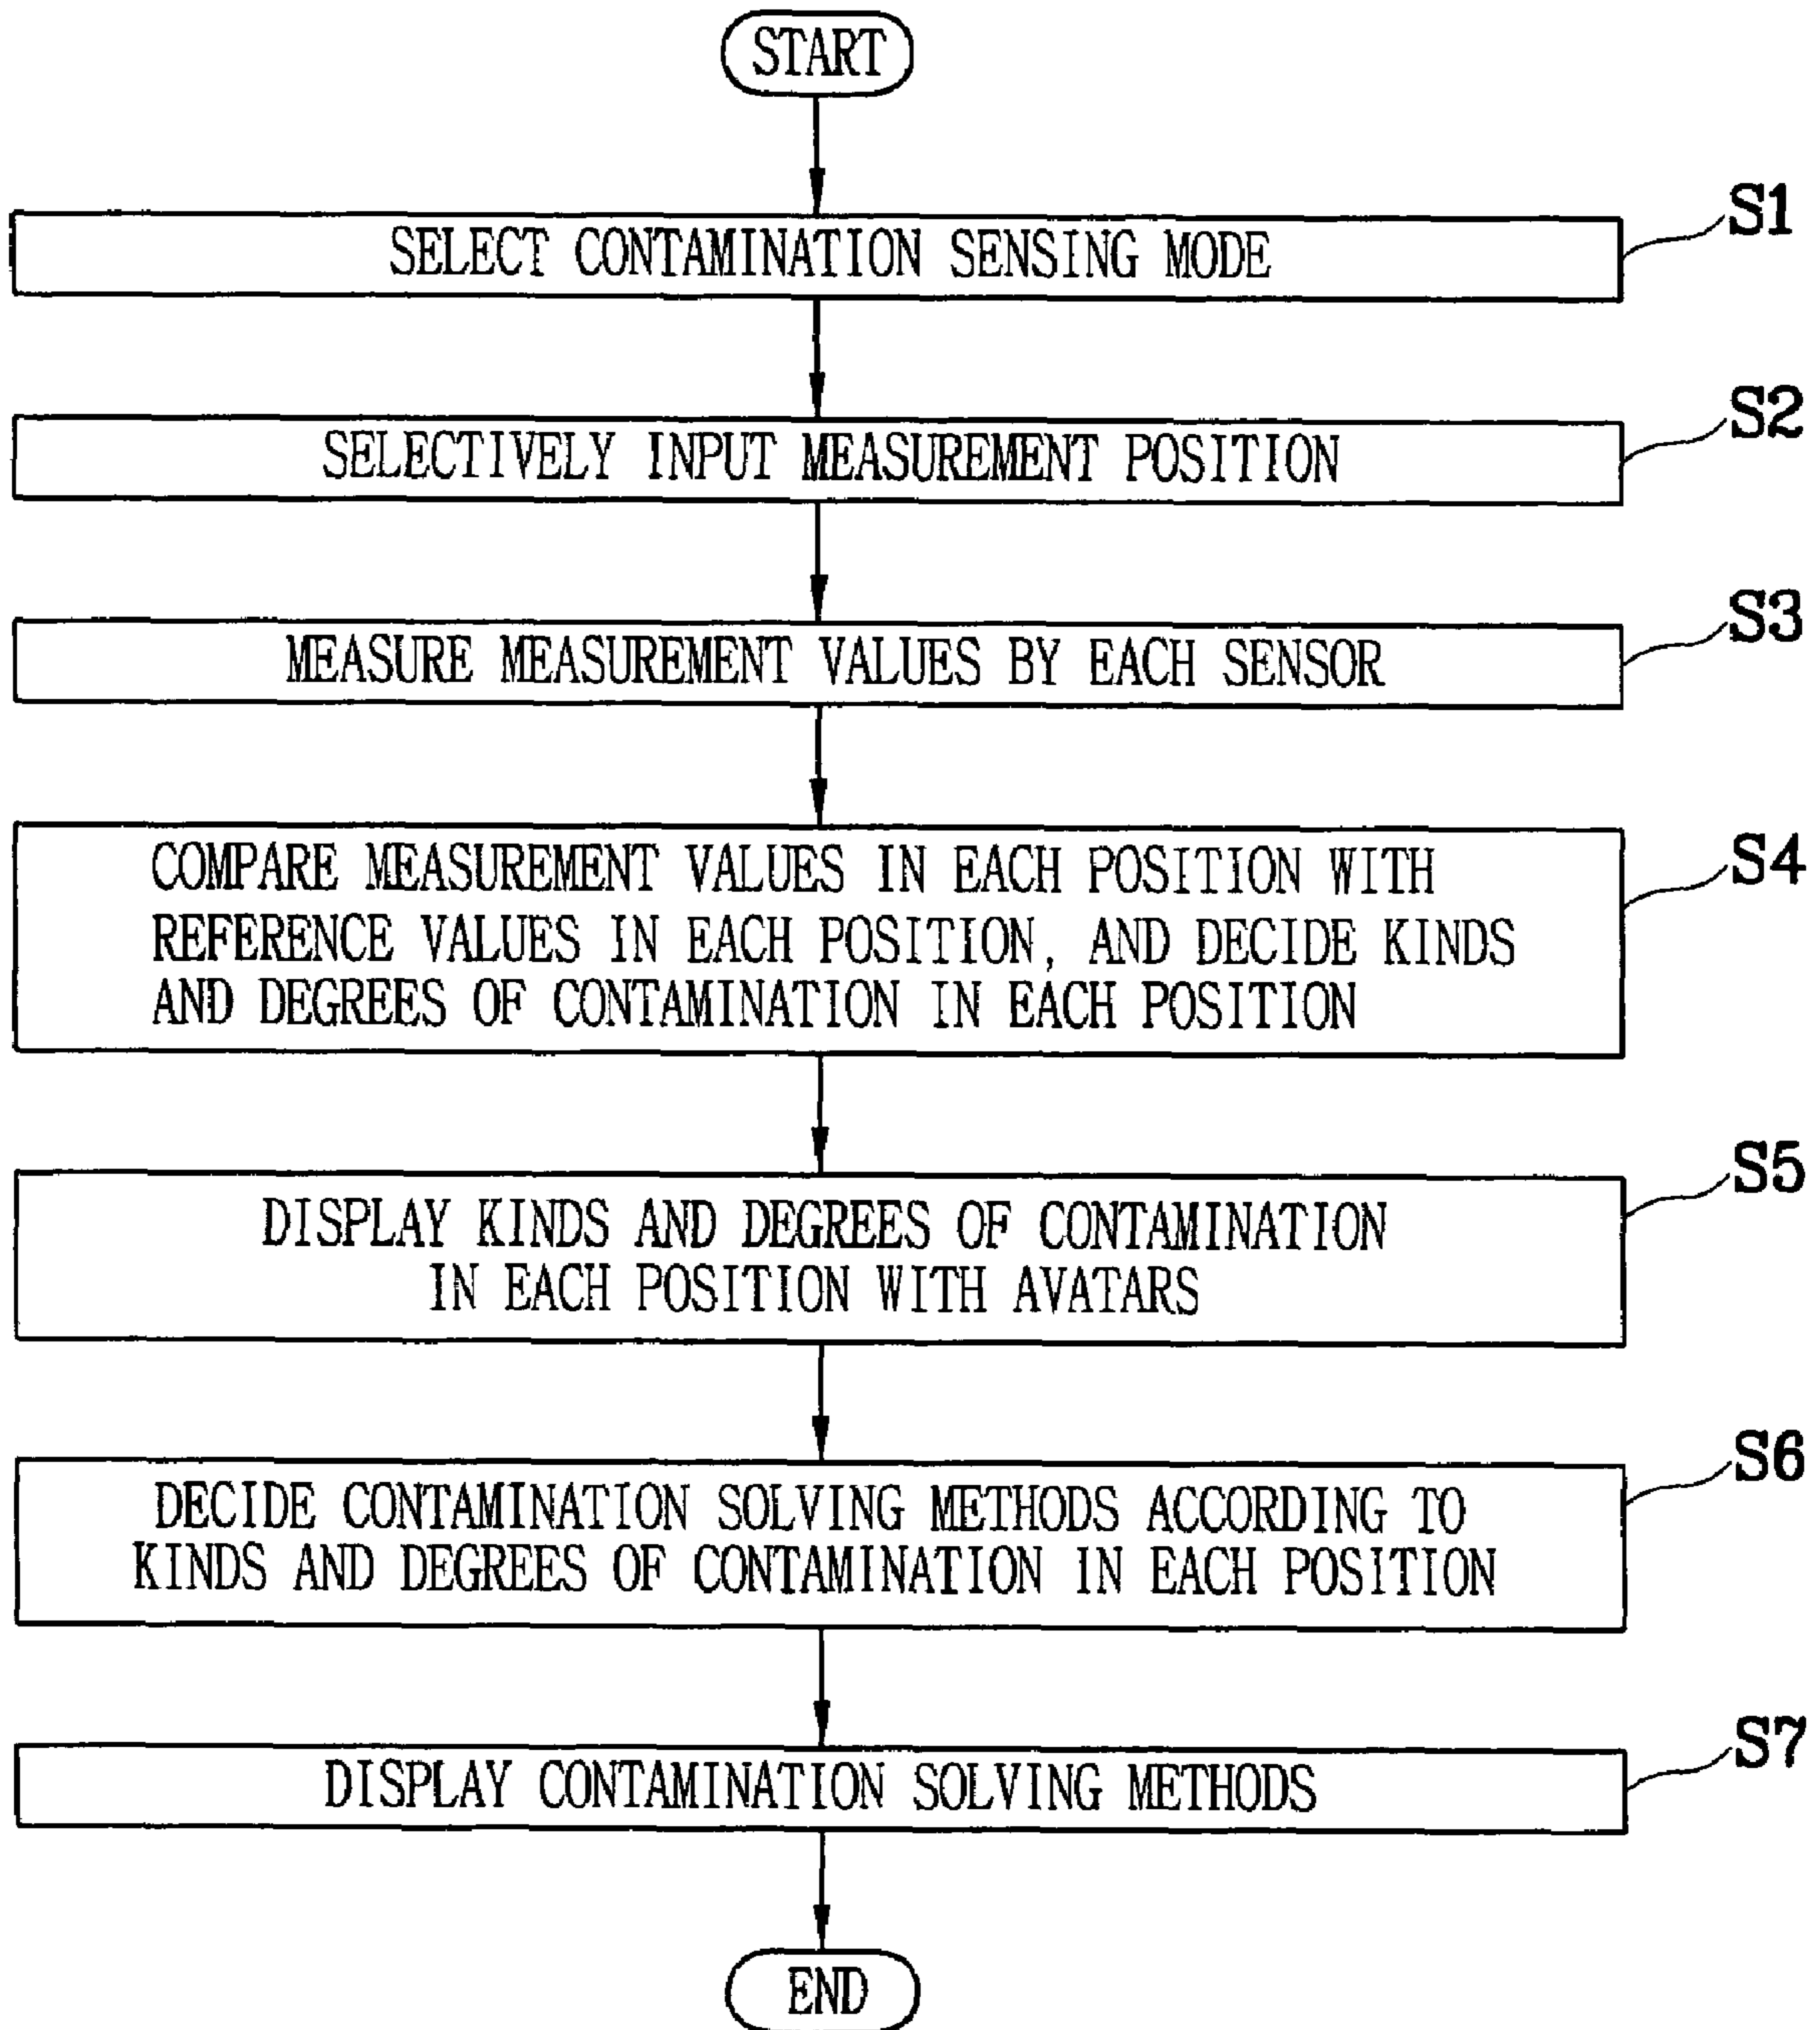 START
SELECT CONTAMINATION SENSING MODE
S1
SELECTIVELY INPUT MEASUREMENT POSITION
S2
MEASURE MEASUREMENT VALUES BY EACH SENSOR
S3
COMPARE MEASUREMENT VALUES IN EACH POSITION WITH
REFERENCE VALUES IN EACH POSITION, AND DECIDE KINDS
AND DEGREES OF CONTAMINATION IN EACH POSITION
S4
DISPLAY KINDS AND DEGREES OF CONTAMINATION
IN EACH POSITION WITH AVATARS
S5
DECIDE CONTAMINATION SOLVING METHODS ACCORDING TO
KINDS AND DEGREES OF CONTAMINATION IN EACH POSITION
S6
DISPLAY CONTAMINATION SOLVING METHODS
S7
END